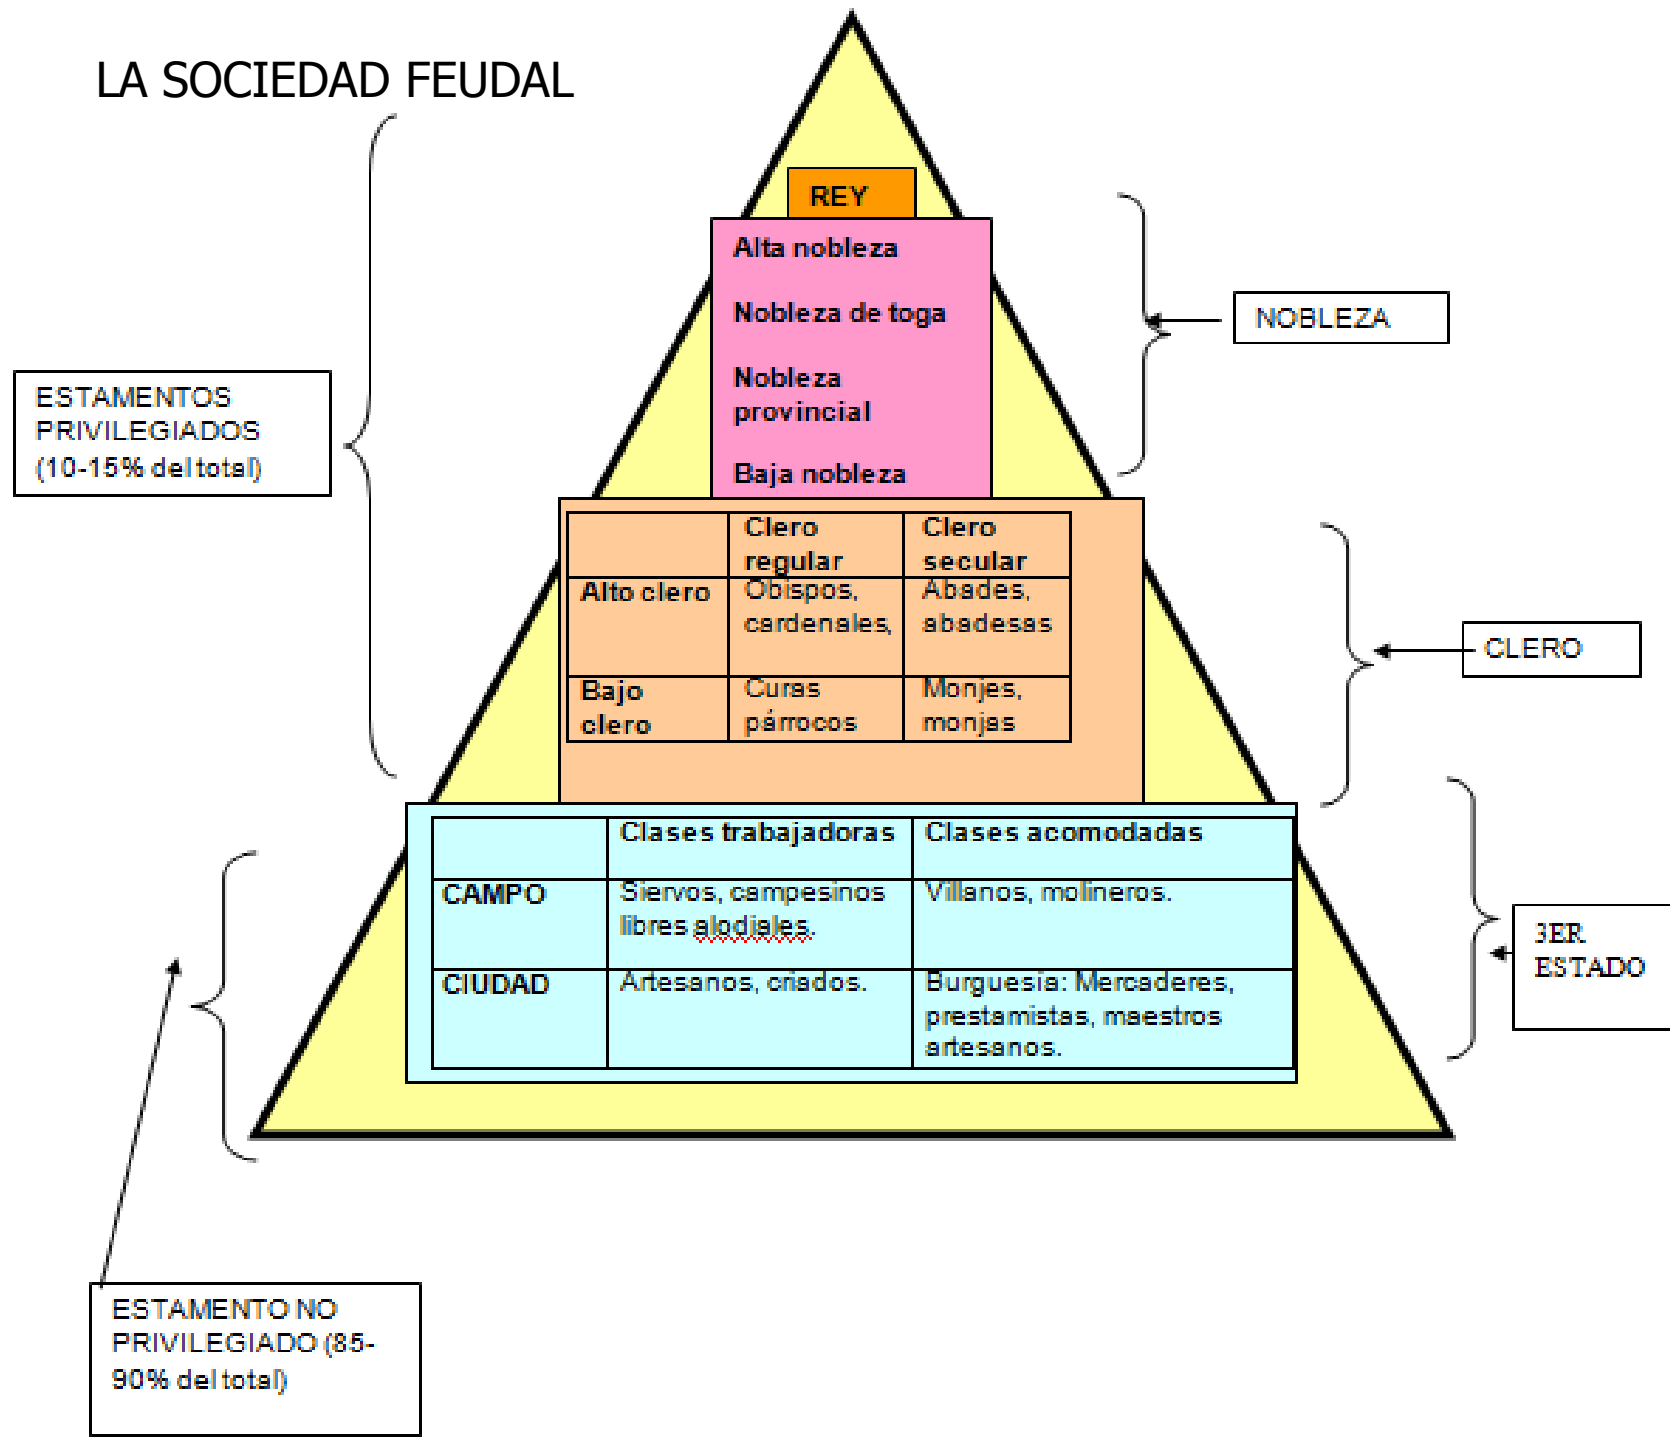 LA SOCIEDAD FEUDAL
REY
Alta nobleza
Nobleza de toga
Nobleza
provincial
Baja nobleza
NOBLEZA
ESTAMENTOS
PRIVILEGIADOS
(10-15% del total)
Clero
regular
Clero
secular
Alto clero
Obispos,
cardenales,
Abades,
abadesas
Bajo
clero
Curas
párrocos
Monjes,
monjas
CLERO
Clases trabajadoras
Clases acomodadas
CAMPO
Siervos, campesinos
libres alodiales.
Villanos, molineros.
CIUDAD
Artesanos, criados.
Burguesía: Mercaderes,
prestamistas, maestros
artesanos.
3ER
ESTADO
ESTAMENTO NO
PRIVILEGIADO (85-
90% del total)